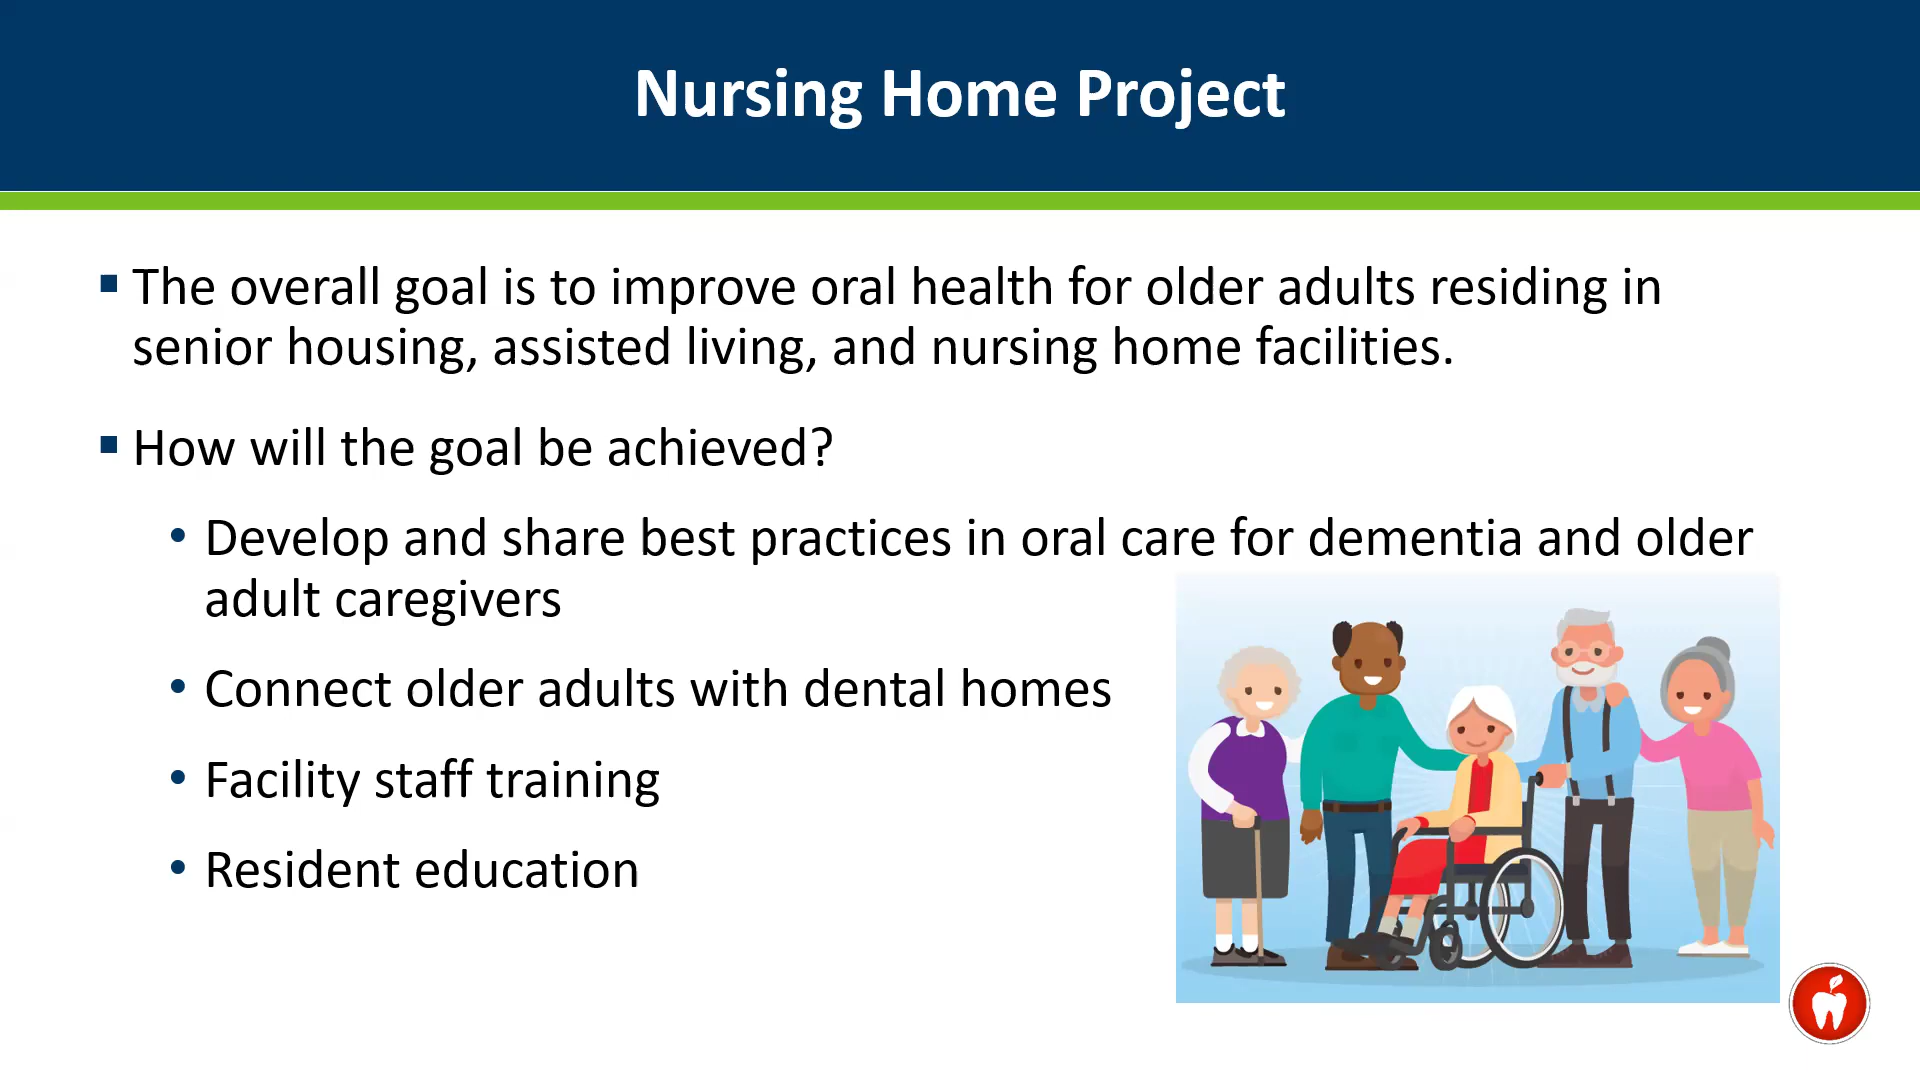 Nursing Home Project
▪ The overall goal is to improve oral health for older adults residing in
senior housing, assisted living, and nursing home facilities.
▪ How will the goal be achieved?
• Develop and share best practices in oral care for dementia and older
adult caregivers
• Connect older adults with dental homes
• Facility staff training
• Resident education